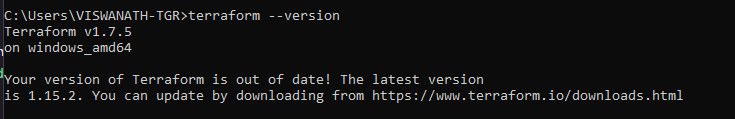 C:\Users\VISWANATH-TGR>terraform --version
Terraform v1.7.5
on windows_amd64
Your version of Terraform is out of date! The latest version
is 1.15.2. You can update by downloading from https://www.terraform.io/downloads.html